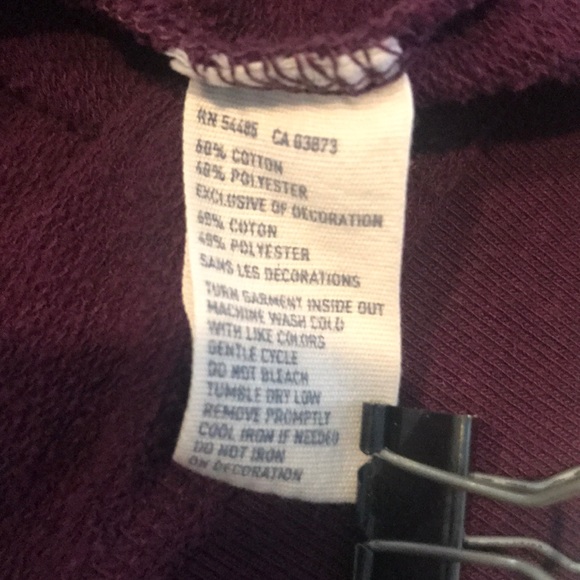 RN 54485 CA 03873
60% COTTON
40% POLYESTER
EXCLUSIVE OF DECORATION
60% COTON
40% POLYESTER
SANS LES DÉCORATIONS
TURN GARMENT INSIDE OUT
MACHINE WASH COLD
WITH LIKE COLORS
GENTLE CYCLE
DO NOT BLEACH
TUMBLE DRY LOW
REMOVE PROMPTLY
COOL IRON IF NEEDED
DO NOT IRON
ON DECORATION